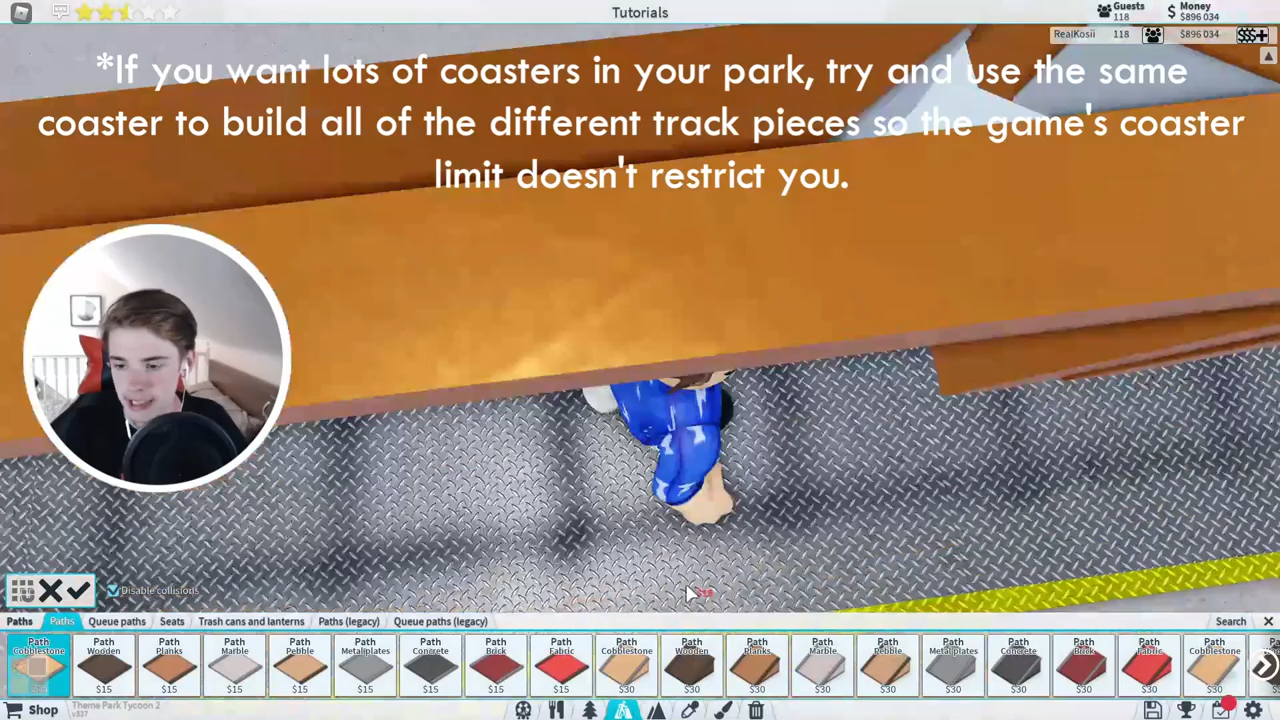 Tutorials
Guests
118
Money
$896 034
RealKosii 118 $896 034 $$$+
*If you want lots of coasters in your park, try and use the same
coaster to build all of the different track pieces so the game's coaster
limit doesn't restrict you.
Disable collisions
Paths Paths Queue paths Seats Trash cans and lanterns Paths (legacy) Queue paths (legacy) Search
Path Cobblestone
Path Wooden $15
Path Planks $15
Path Marble $15
Path Pebble $15
Path Metalplates $15
Path Concrete $15
Path Brick $15
Path Fabric $15
Path Cobblestone $30
Path Wooden $30
Path Planks $30
Path Marble $30
Path Pebble $30
Path Metalplates $30
Path Concrete $30
Path Brick $30
Path Fabric $30
Path Cobblestone $30
Shop
Theme Park Tycoon 2
v337